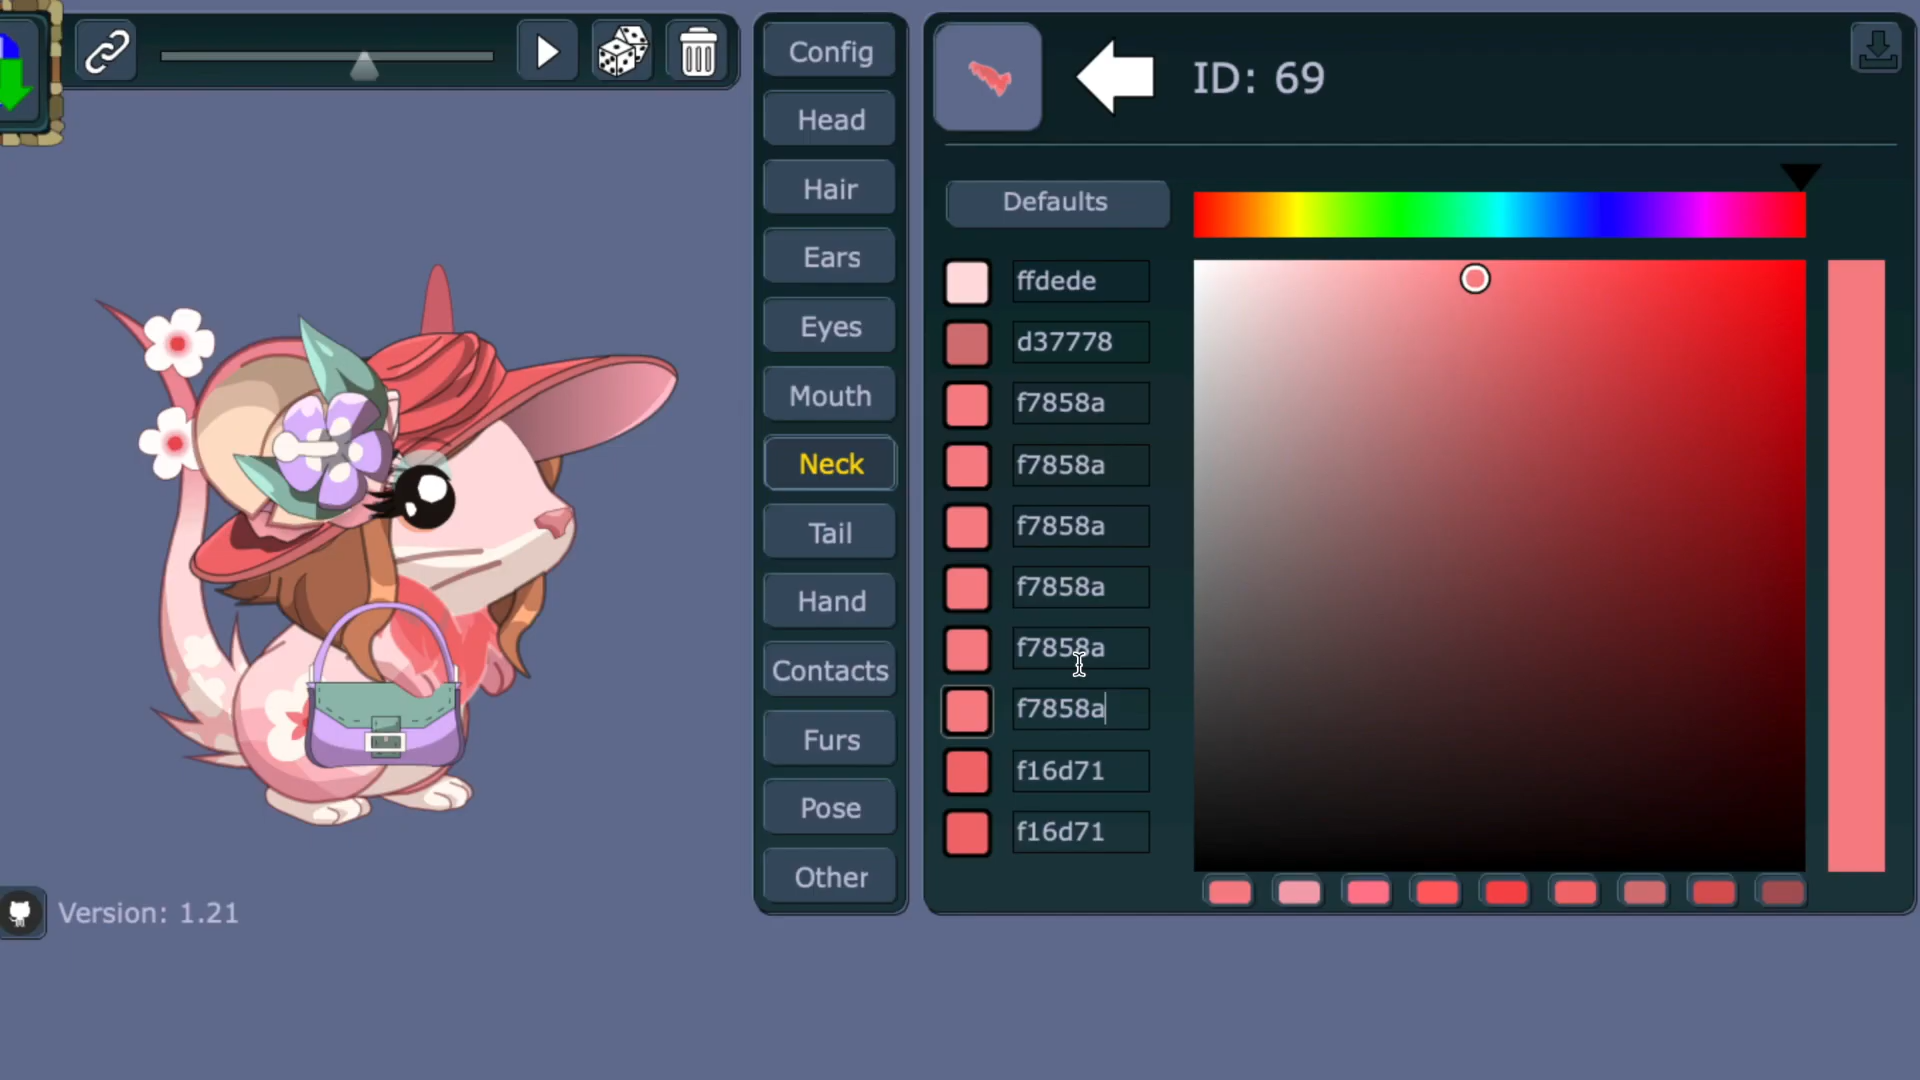 Config
Head
Hair
Ears
Eyes
Mouth
Neck
Tail
Hand
Contacts
Furs
Pose
Other
ID: 69
Defaults
ffdede
d37778
f7858a
f7858a
f7858a
f7858a
f7858a
f7858a
f16d71
f16d71
Version: 1.21